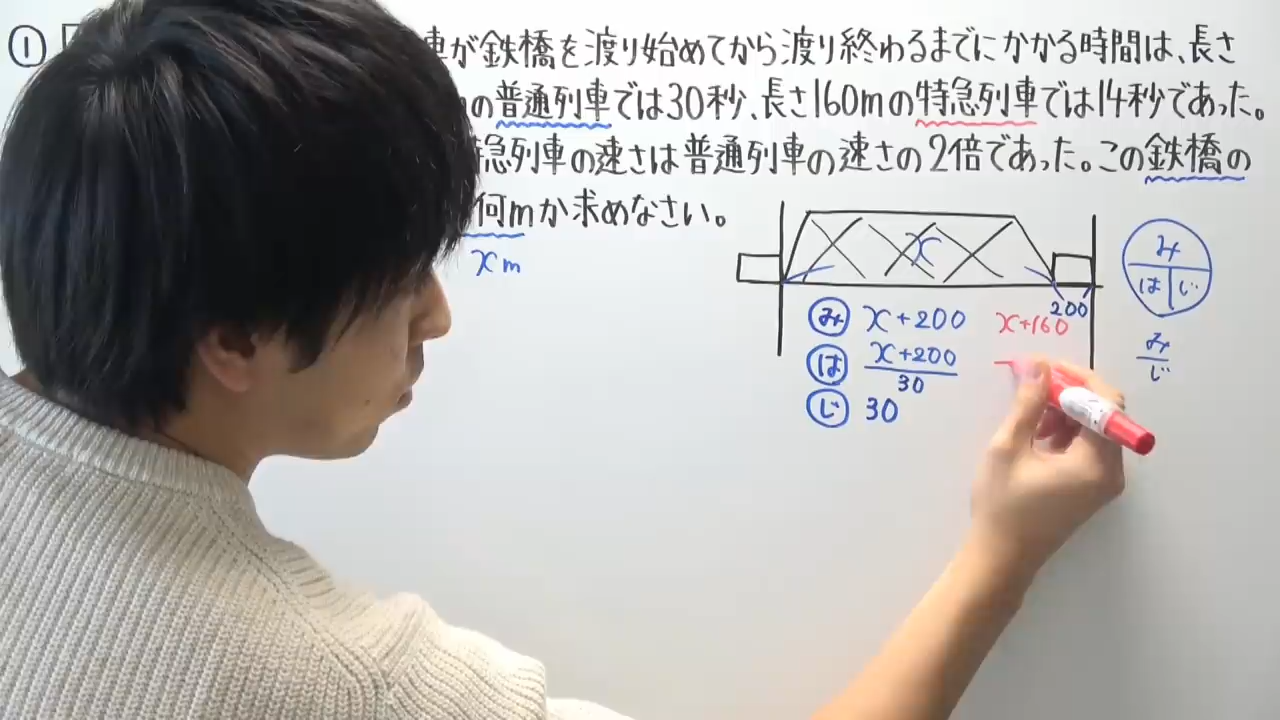 ①
車が鉄橋を渡り始めてから渡り終わるまでにかかる時間は、長さ
mの普通列車では30秒、長さ160mの特急列車では14秒であった。
急列車の速さは普通列車の速さの2倍であった。この鉄橋の
何mか求めなさい。
xm
x
200
み
は じ
み x+200 x+160
は x+200/30
み/じ
じ 30